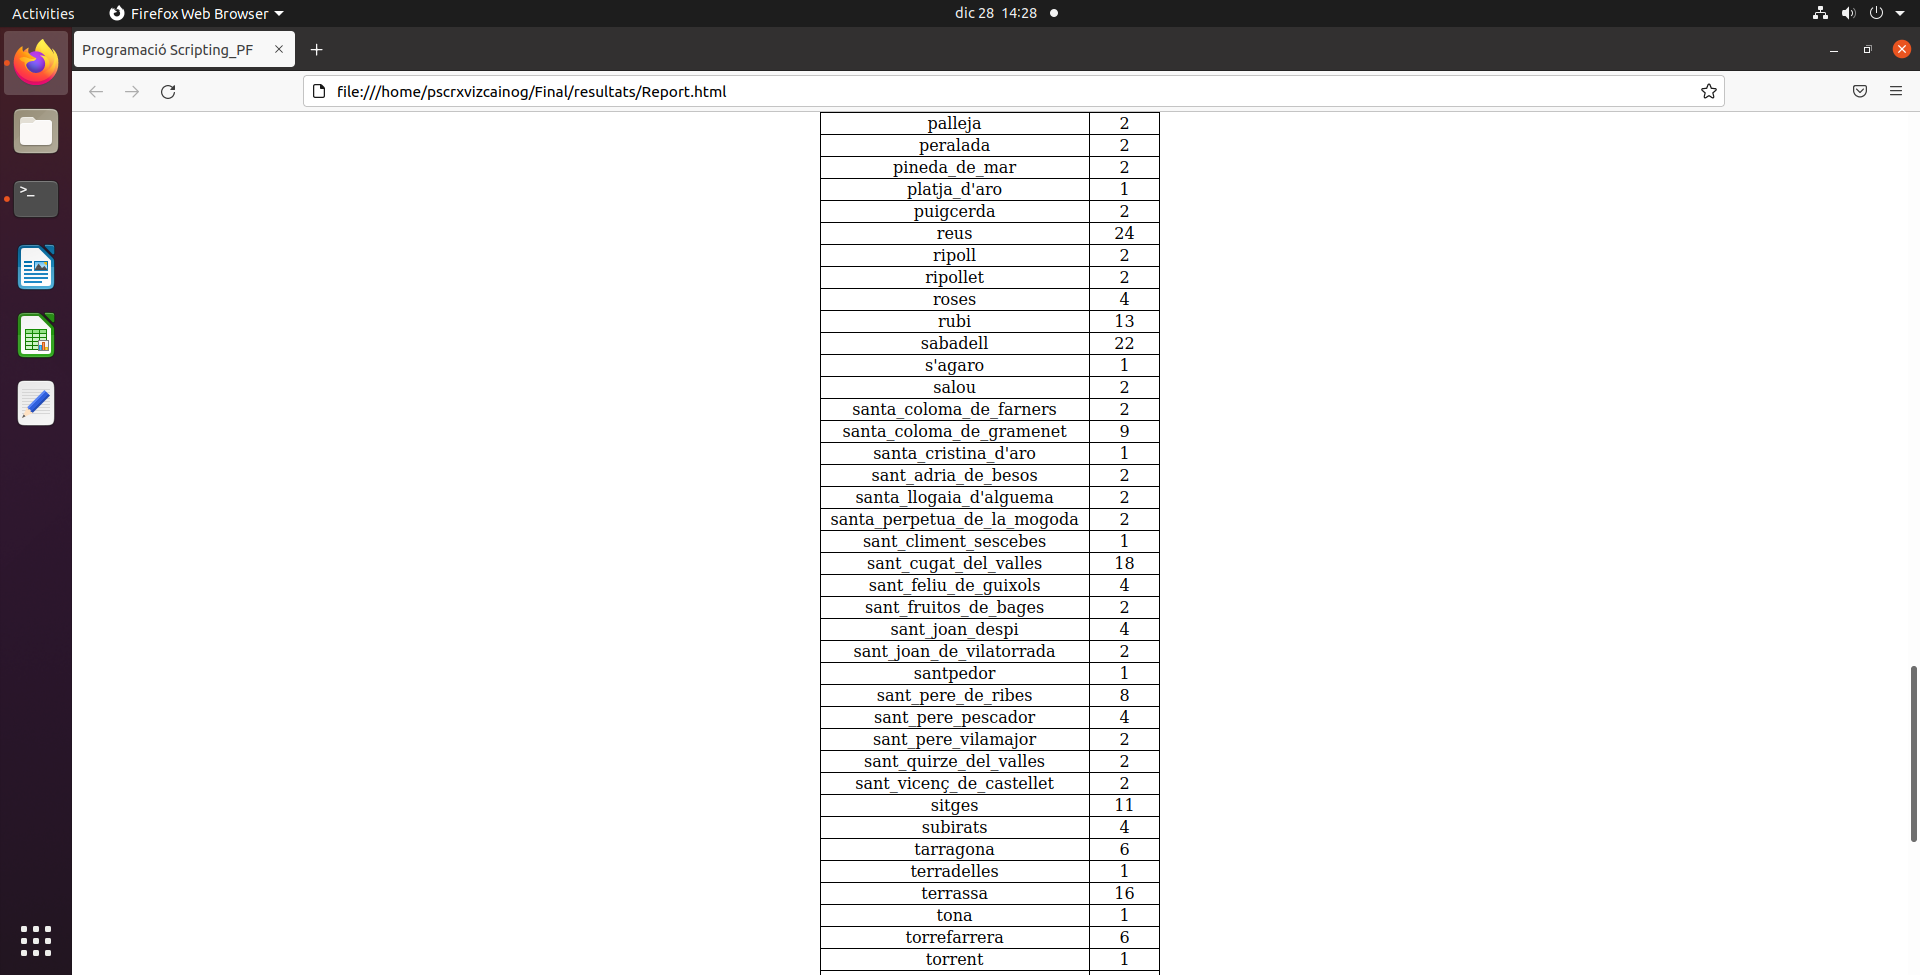 Activities Firefox Web Browser dic 28 14:28
Programació Scripting_PF
file:///home/pscrxvizcainog/Final/resultats/Report.html
palleja 2
peralada 2
pineda_de_mar 2
platja_d'aro 1
puigcerda 2
reus 24
ripoll 2
ripollet 2
roses 4
rubi 13
sabadell 22
s'agaro 1
salou 2
santa_coloma_de_farners 2
santa_coloma_de_gramenet 9
santa_cristina_d'aro 1
sant_adria_de_besos 2
santa_llogaia_d'alguema 2
santa_perpetua_de_la_mogoda 2
sant_climent_sescebes 1
sant_cugat_del_valles 18
sant_feliu_de_guixols 4
sant_fruitos_de_bages 2
sant_joan_despi 4
sant_joan_de_vilatorrada 2
santpedor 1
sant_pere_de_ribes 8
sant_pere_pescador 4
sant_pere_vilamajor 2
sant_quirze_del_valles 2
sant_vicenç_de_castellet 2
sitges 11
subirats 4
tarragona 6
terradelles 1
terrassa 16
tona 1
torrefarrera 6
torrent 1